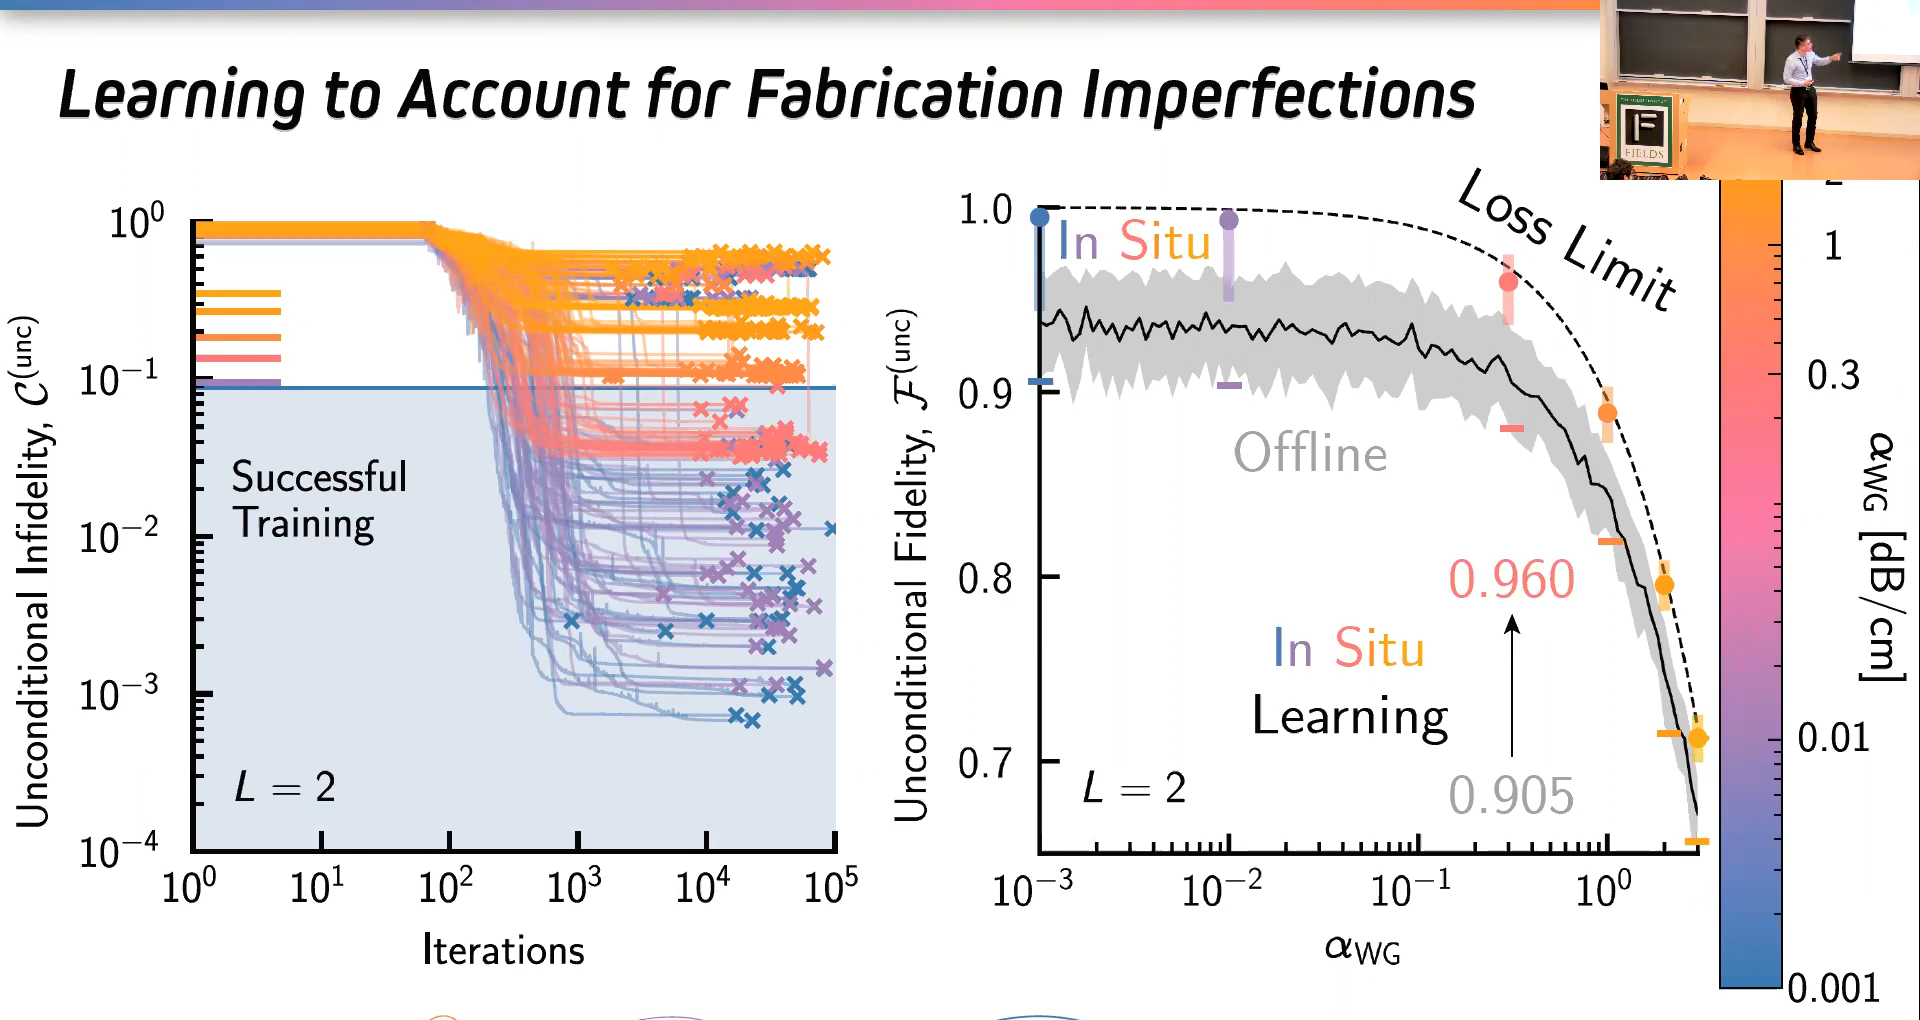 Learning to Account for Fabrication Imperfections
F
FIELDS
Unconditional Infidelity, C^(unc)
10^0
10^−1
10^−2
10^−3
10^−4
Successful
Training
L = 2
10^0 10^1 10^2 10^3 10^4 10^5
Iterations
Unconditional Fidelity, F^(unc)
1.0
0.9
0.8
0.7
In Situ
Loss Limit
Offline
0.960
In Situ
Learning
0.905
L = 2
10^−3 10^−2 10^−1 10^0
α_WG
1
0.3
0.01
0.001
α_WG [dB/cm]